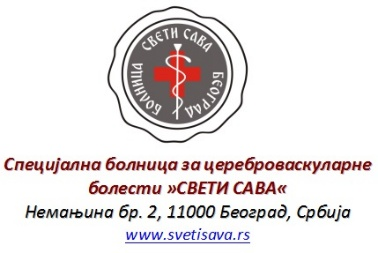 БОЛНИЦА СВЕТИ САВА БЕОГРАД
Специјална болница за цереброваскуларне
болести »СВЕТИ САВА«
Немањина бр. 2, 11000 Београд, Србија
www.svetisava.rs